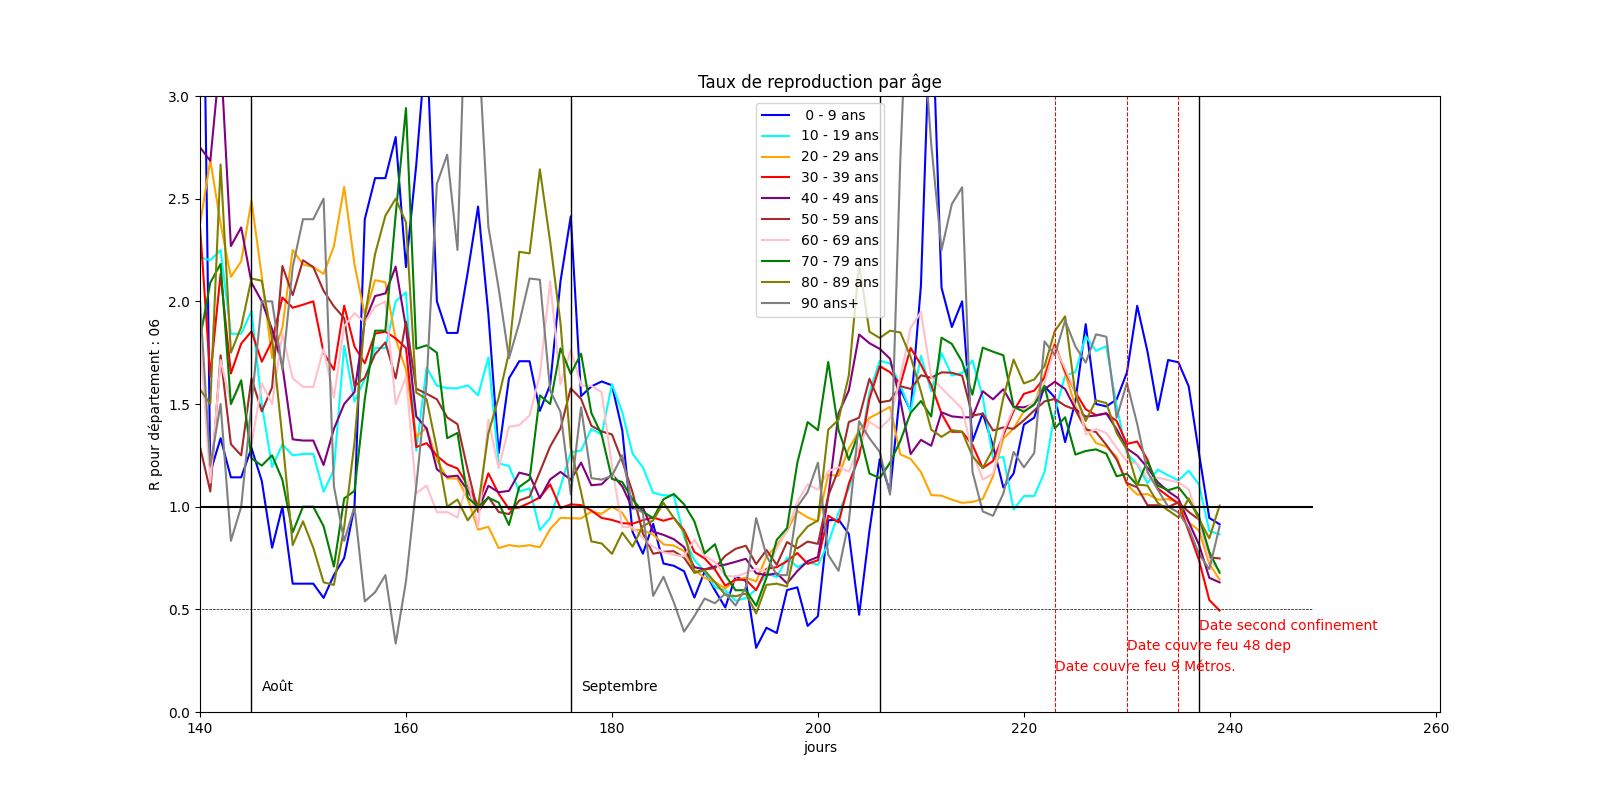 Taux de reproduction par âge
R pour département : 06
3.0
2.5
2.0
1.5
1.0
0.5
0.0
0 - 9 ans
10 - 19 ans
20 - 29 ans
30 - 39 ans
40 - 49 ans
50 - 59 ans
60 - 69 ans
70 - 79 ans
80 - 89 ans
90 ans+
Date second confinement
Date couvre feu 48 dep
Date couvre feu 9 Métros.
Août
Septembre
140 160 180 200 220 240 260
jours